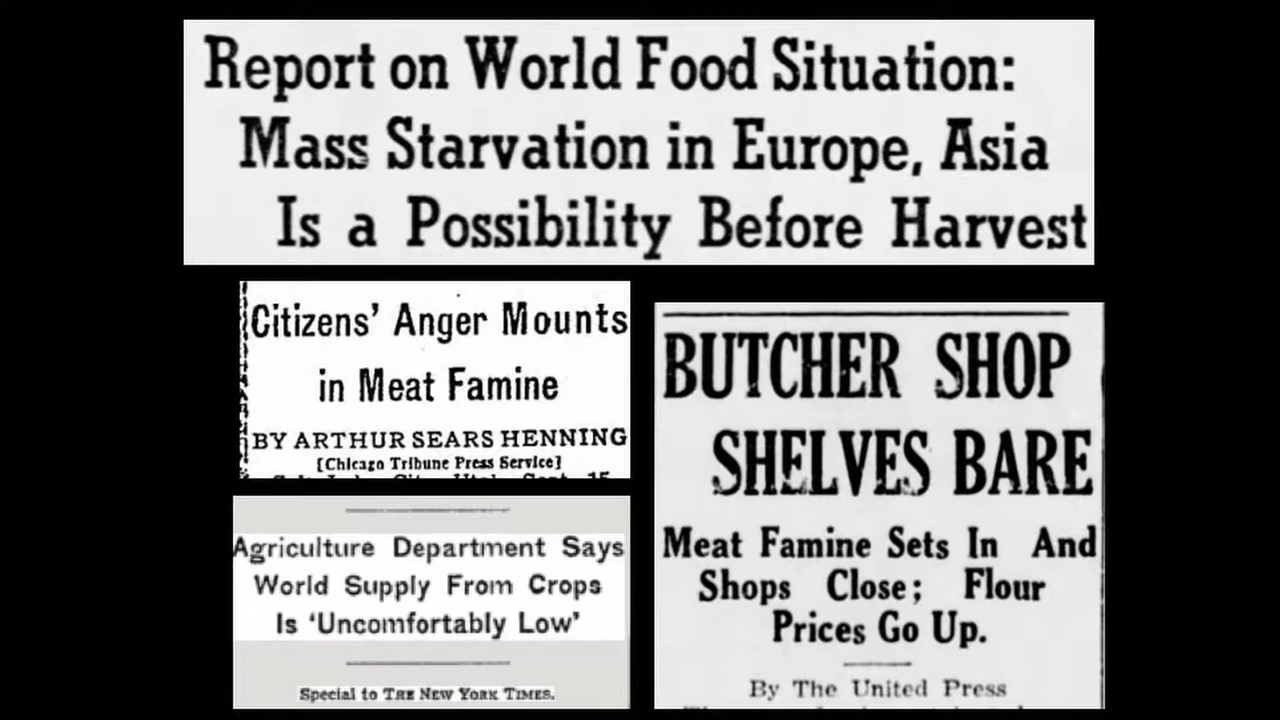 Report on World Food Situation:
Mass Starvation in Europe, Asia
Is a Possibility Before Harvest
Citizens' Anger Mounts
in Meat Famine
BY ARTHUR SEARS HENNING
[Chicago Tribune Press Service]
Agriculture Department Says
World Supply From Crops
Is 'Uncomfortably Low'
Special to THE NEW YORK TIMES.
BUTCHER SHOP
SHELVES BARE
Meat Famine Sets In And
Shops Close; Flour
Prices Go Up.
By The United Press